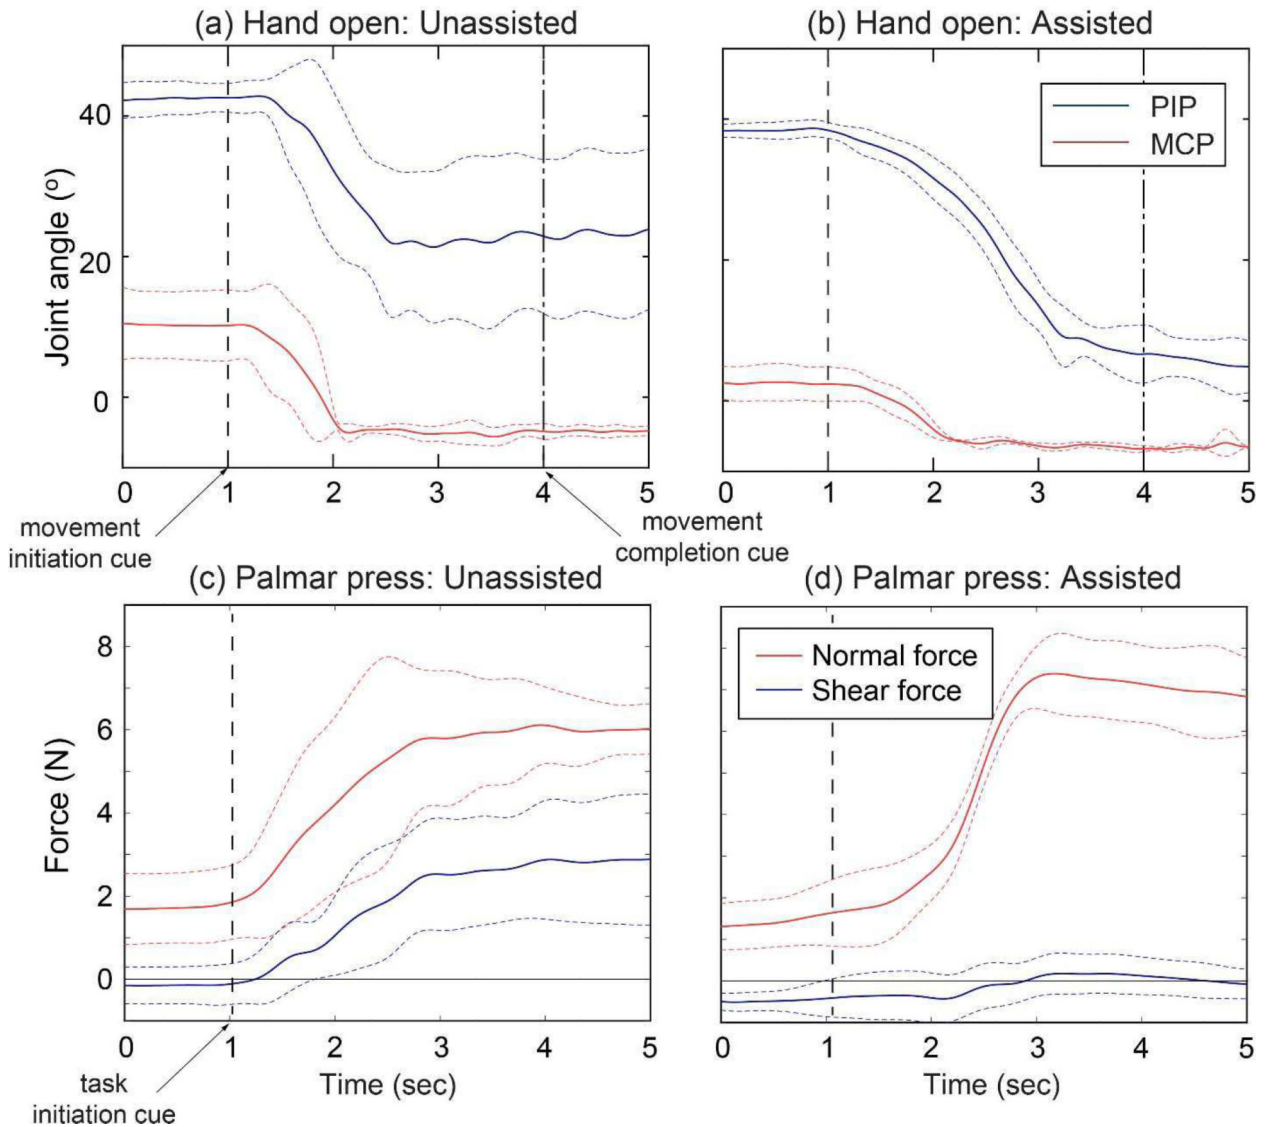 (a) Hand open: Unassisted
(b) Hand open: Assisted
40
20
0
Joint angle (º)
PIP
MCP
0 1 2 3 4 5
0 1 2 3 4 5
movement
initiation cue
movement
completion cue
(c) Palmar press: Unassisted
(d) Palmar press: Assisted
8
6
4
2
0
Force (N)
Normal force
Shear force
0 1 2 3 4 5
0 1 2 3 4 5
Time (sec)
Time (sec)
task
initiation cue